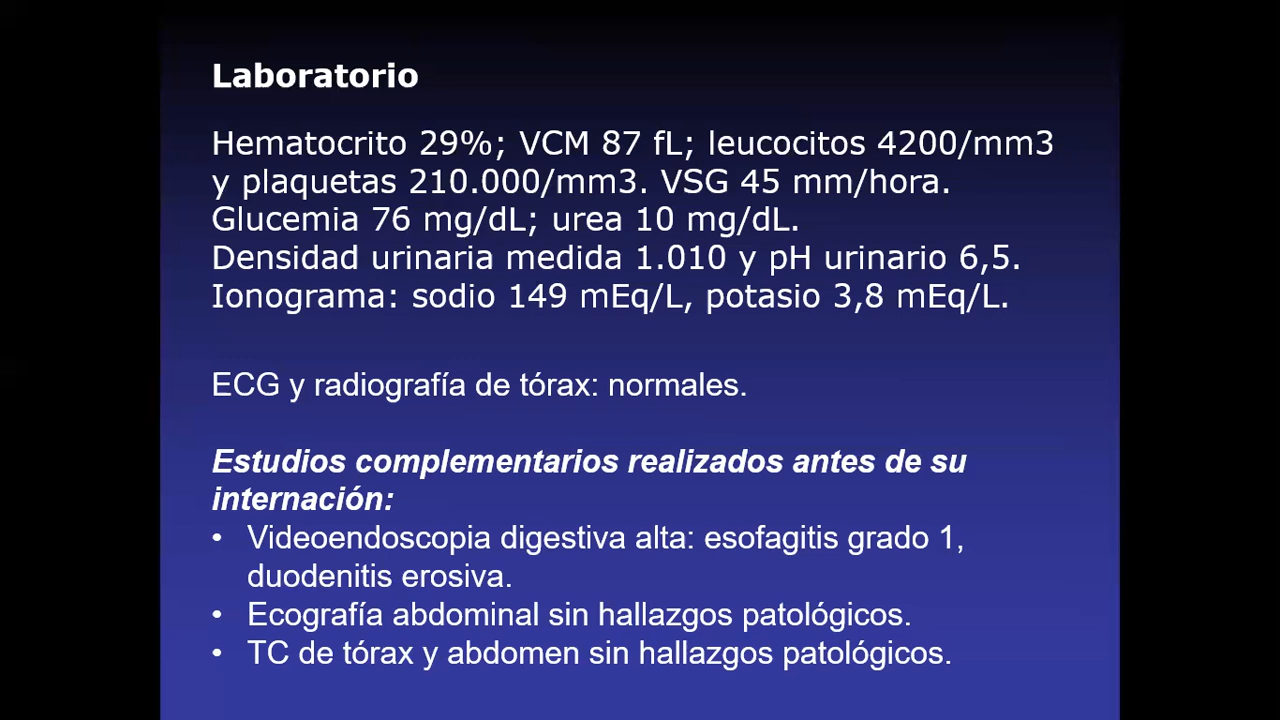 Laboratorio
Hematocrito 29%; VCM 87 fL; leucocitos 4200/mm3
y plaquetas 210.000/mm3. VSG 45 mm/hora.
Glucemia 76 mg/dL; urea 10 mg/dL.
Densidad urinaria medida 1.010 y pH urinario 6,5.
Ionograma: sodio 149 mEq/L, potasio 3,8 mEq/L.
ECG y radiografía de tórax: normales.
Estudios complementarios realizados antes de su
internación:
• Videoendoscopia digestiva alta: esofagitis grado 1,
duodenitis erosiva.
• Ecografía abdominal sin hallazgos patológicos.
• TC de tórax y abdomen sin hallazgos patológicos.